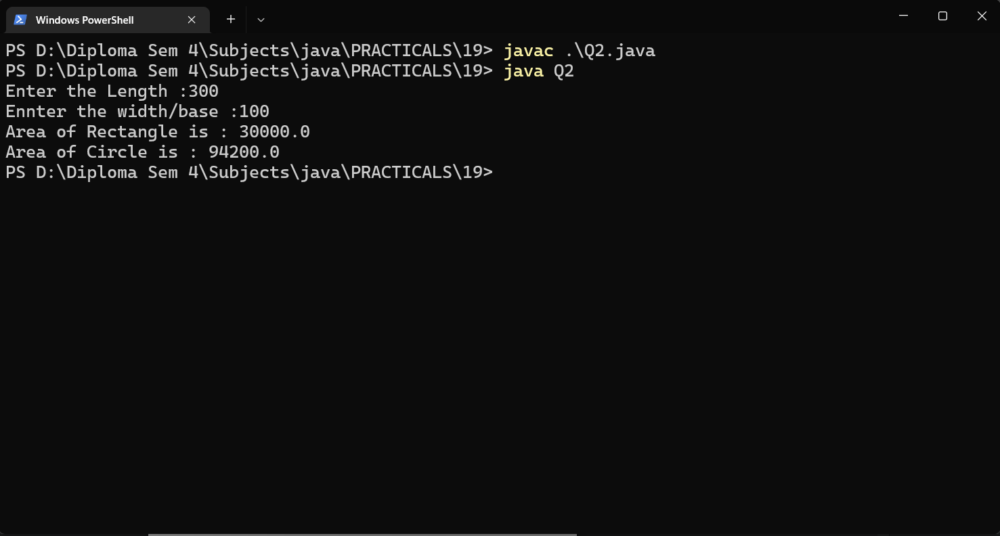 Windows PowerShell
PS D:\Diploma Sem 4\Subjects\java\PRACTICALS\19> javac .\Q2.java
PS D:\Diploma Sem 4\Subjects\java\PRACTICALS\19> java Q2
Enter the Length :300
Ennter the width/base :100
Area of Rectangle is : 30000.0
Area of Circle is : 94200.0
PS D:\Diploma Sem 4\Subjects\java\PRACTICALS\19>